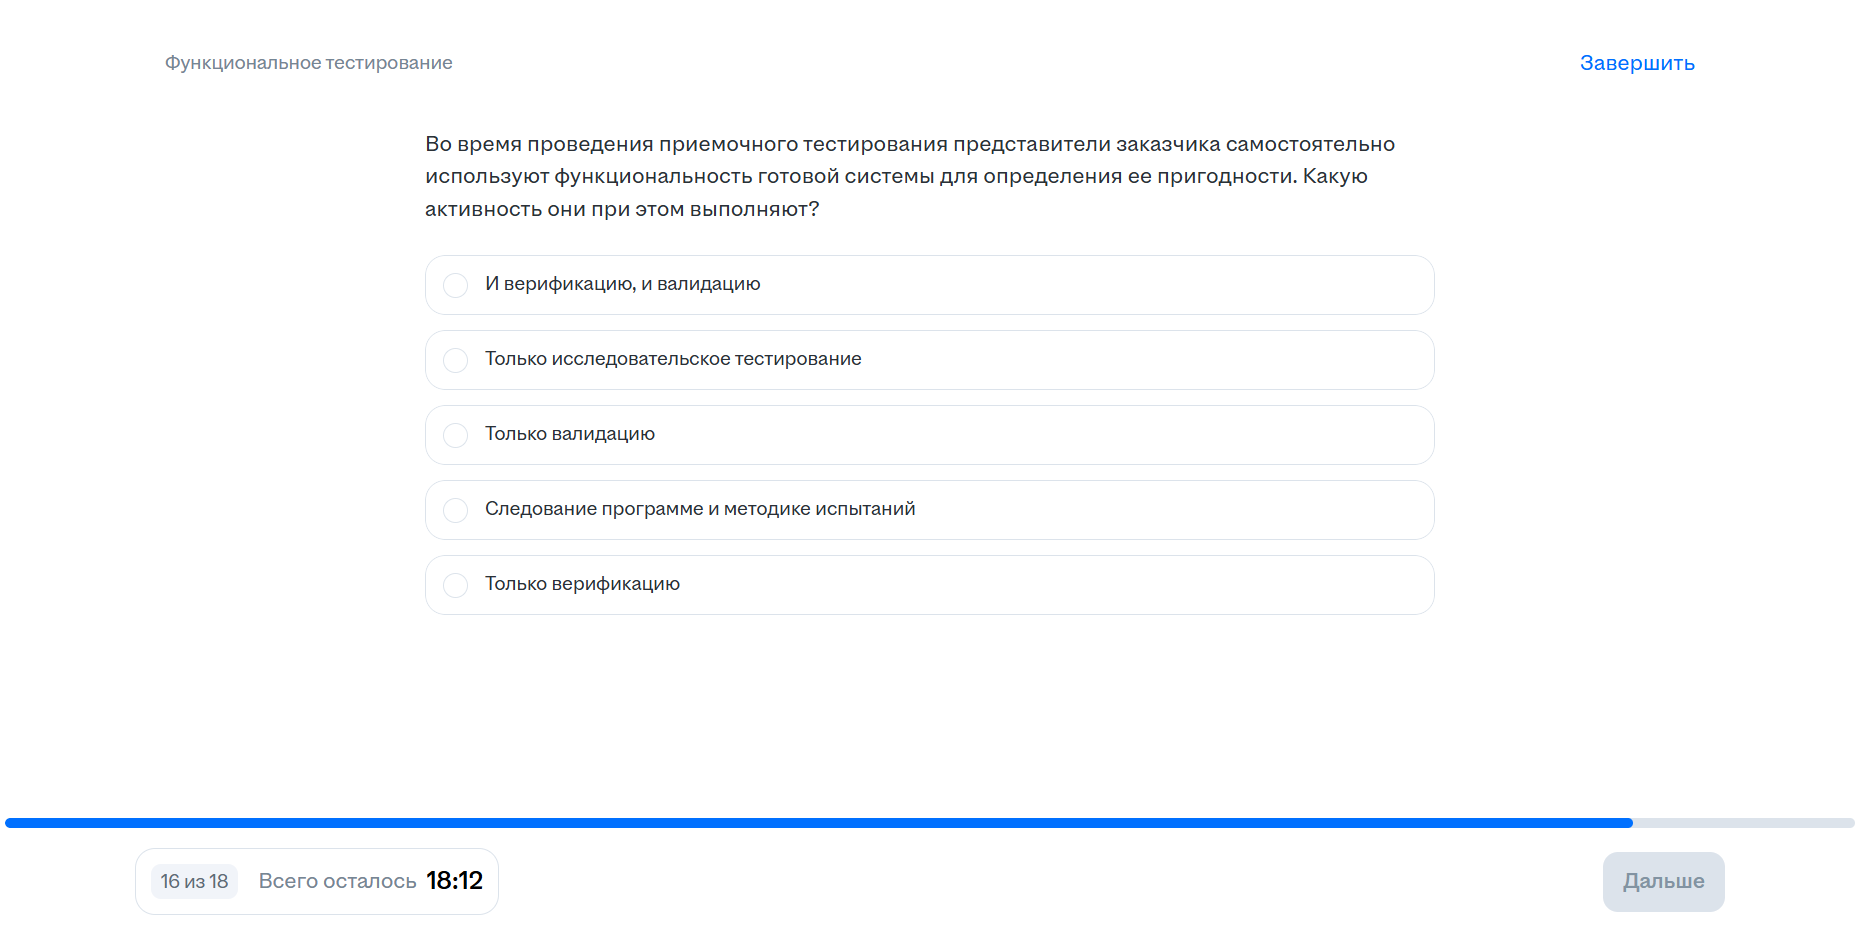 Функциональное тестирование
Завершить
Во время проведения приемочного тестирования представители заказчика самостоятельно
используют функциональность готовой системы для определения ее пригодности. Какую
активность они при этом выполняют?
И верификацию, и валидацию
Только исследовательское тестирование
Только валидацию
Следование программе и методике испытаний
Только верификацию
16 из 18
Всего осталось 18:12
Дальше